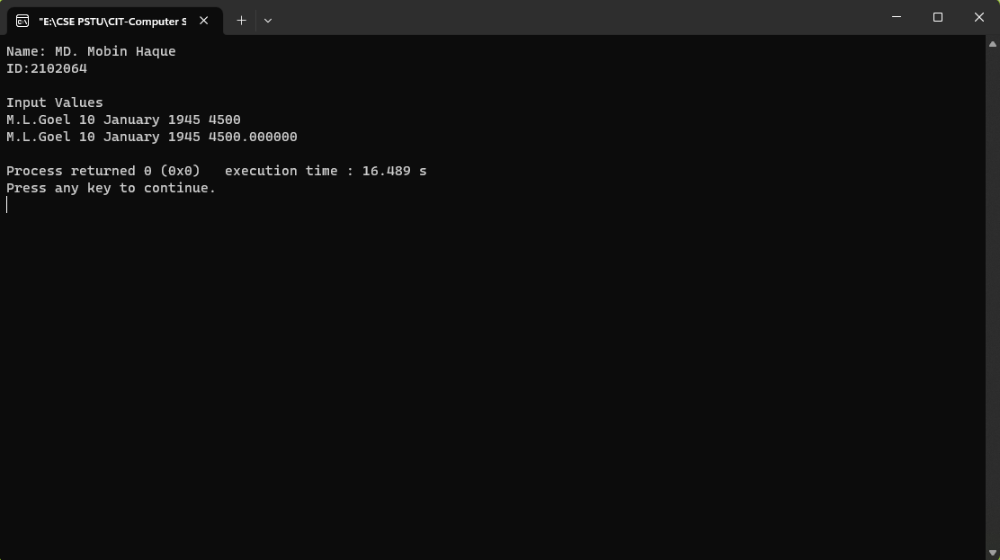 "E:\CSE PSTU\CIT-Computer S
Name: MD. Mobin Haque
ID:2102064
Input Values
M.L.Goel 10 January 1945 4500
M.L.Goel 10 January 1945 4500.000000
Process returned 0 (0x0)   execution time : 16.489 s
Press any key to continue.